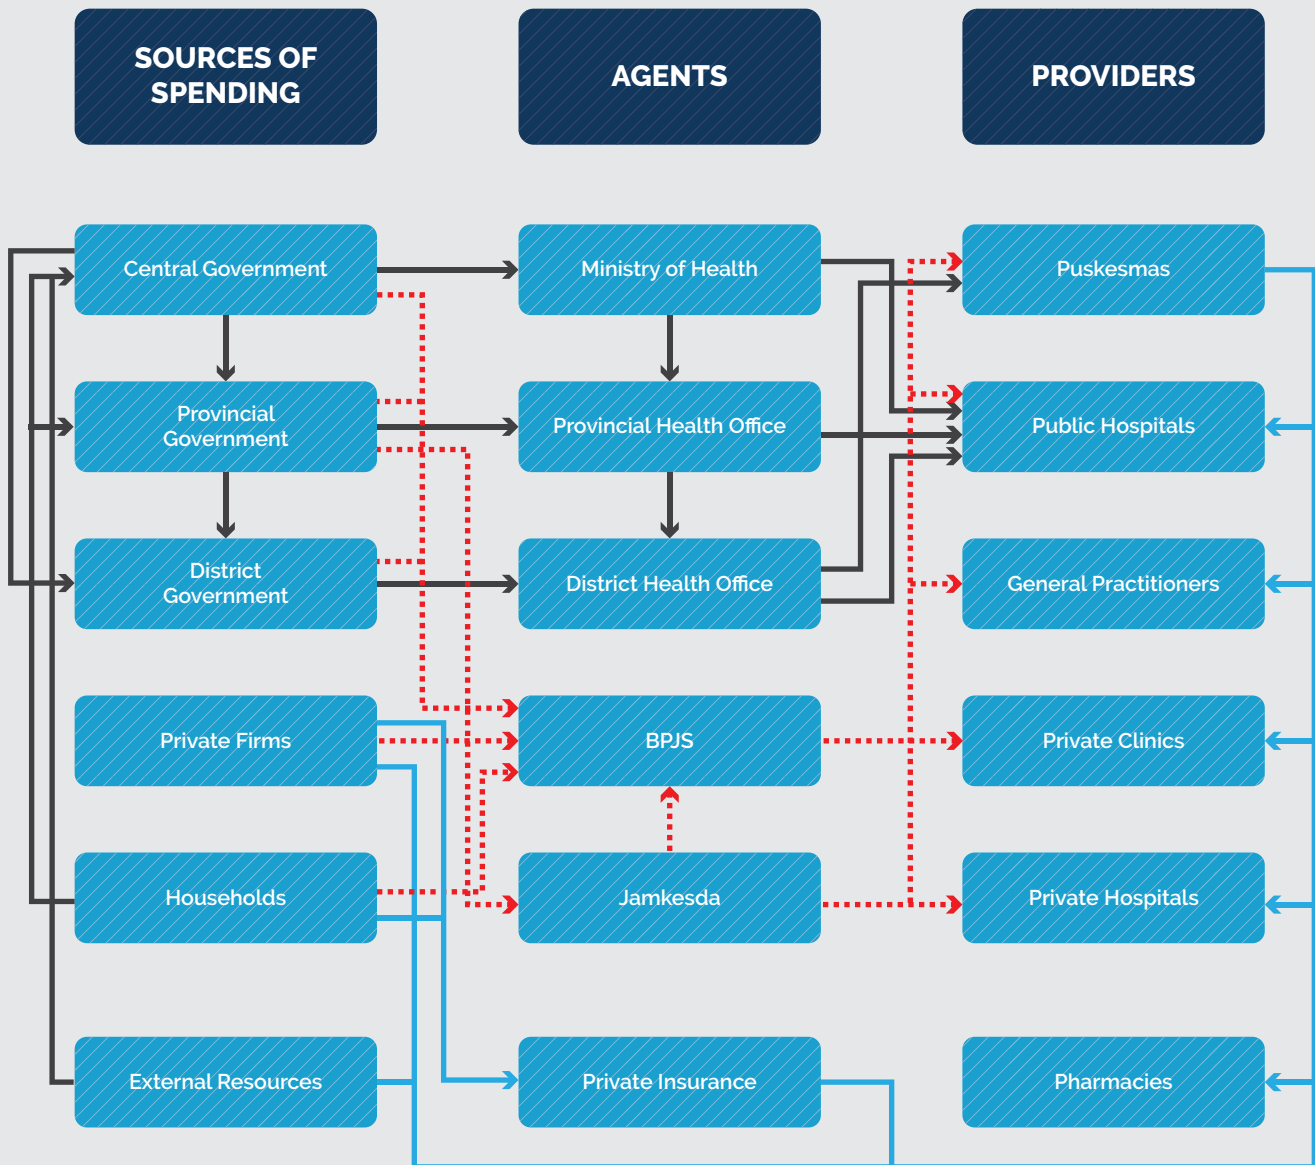 SOURCES OF
SPENDING
AGENTS
PROVIDERS
Central Government
Ministry of Health
Puskesmas
Provincial
Government
Provincial Health Office
Public Hospitals
District
Government
District Health Office
General Practitioners
Private Firms
BPJS
Private Clinics
Households
Jamkesda
Private Hospitals
External Resources
Private Insurance
Pharmacies